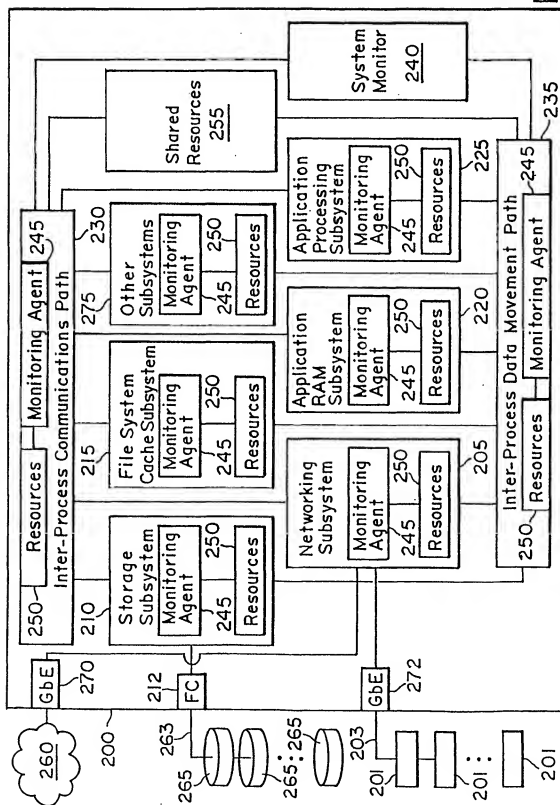 260
GbE
270
200
FC
212
263
265
265
265
GbE
272
203
201
201
201
250
Resources
Monitoring Agent
245
Inter-Process Communications Path
230
210
Storage
Subsystem
Monitoring
Agent
245
250
Resources
215
File System
Cache Subsystem
Monitoring
Agent
245
250
Resources
275
Other
Subsystems
Monitoring
Agent
245
250
Resources
Shared
Resources
255
System
Monitor
240
Networking
Subsystem
Monitoring
Agent
245
250
Resources
205
Application
RAM Subsystem
Monitoring
Agent
245
250
Resources
220
Application
Processing
Subsystem
Monitoring
Agent
245
250
Resources
225
Inter-Process Data Movement Path
250
Resources
Monitoring Agent
245
235